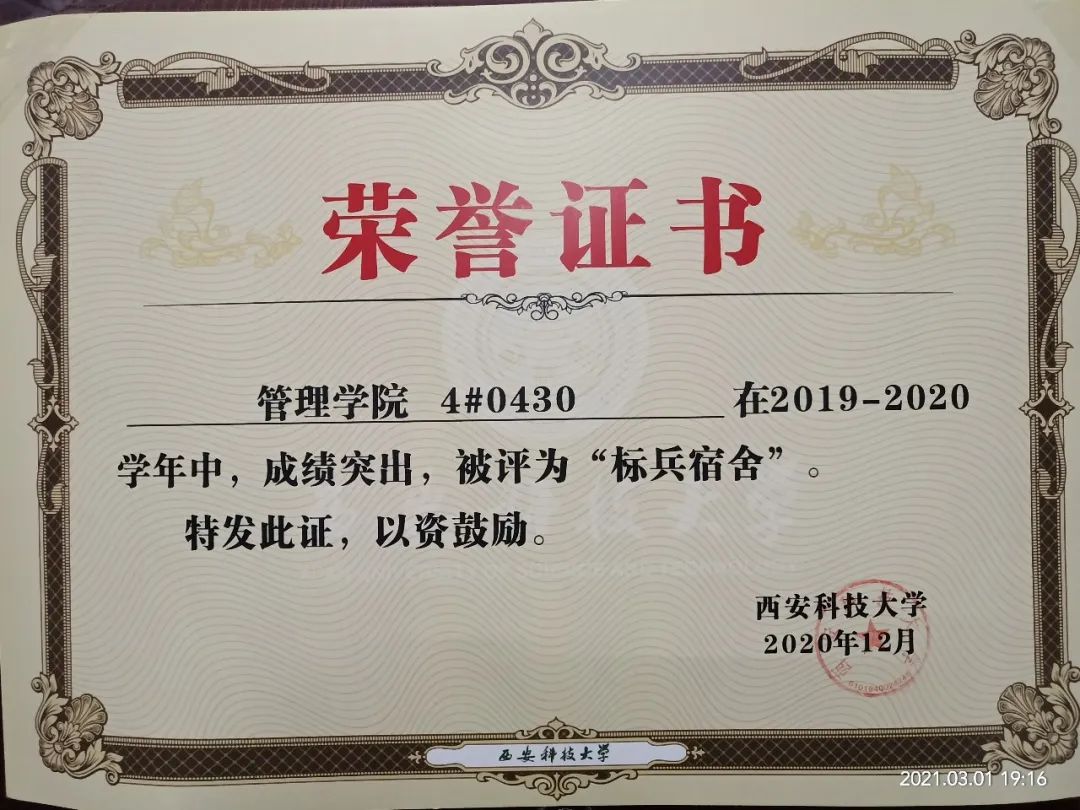 荣誉证书
管理学院 4#0430 在2019-2020
学年中，成绩突出，被评为“标兵宿舍”。
特发此证，以资鼓励。
西安科技大学
2020年12月
西安科技大学
2021.03.01 19:16